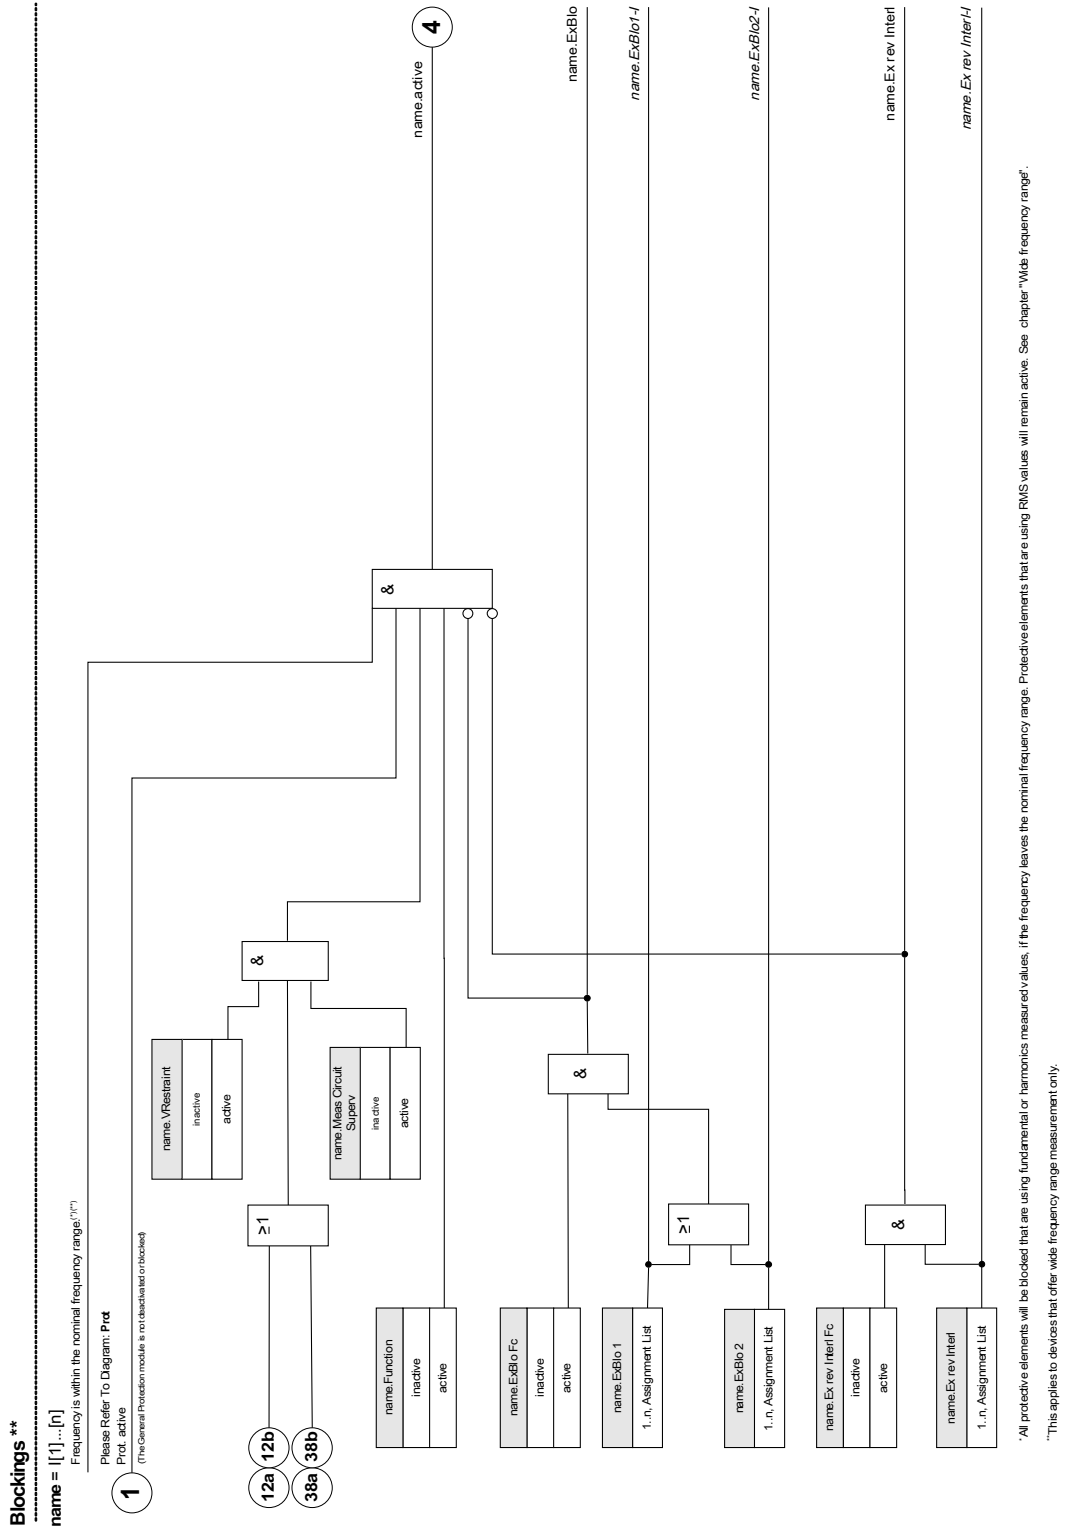 Blockings **
name = I[1]...[n]
Frequency is within the nominal frequency range.(*)(**)
Please Refer To Diagram: Prot
Prot. active
1
(The General Protection module is not deactivated or blocked)
name.VRestraint
inactive
active
12a
12b
38a
38b
≥1
&
name.Meas Circuit
Superv
inactive
active
name.Function
inactive
active
&
name.active
4
name.ExBlo Fc
inactive
active
&
name.ExBlo
name.ExBlo 1
1..n, Assignment List
name.ExBlo1-I
≥1
name.ExBlo 2
1..n, Assignment List
name.ExBlo2-I
name.Ex rev Interl Fc
inactive
active
&
name.Ex rev Interl
name.Ex rev Interl
1..n, Assignment List
name.Ex rev Interl-I
*All protective elements will be blocked that are using fundamental or harmonics measured values, if the frequency leaves the nominal frequency range. Protective elements that are using RMS values will remain active. See chapter "Wide frequency range".
**This applies to devices that offer wide frequency range measurement only.